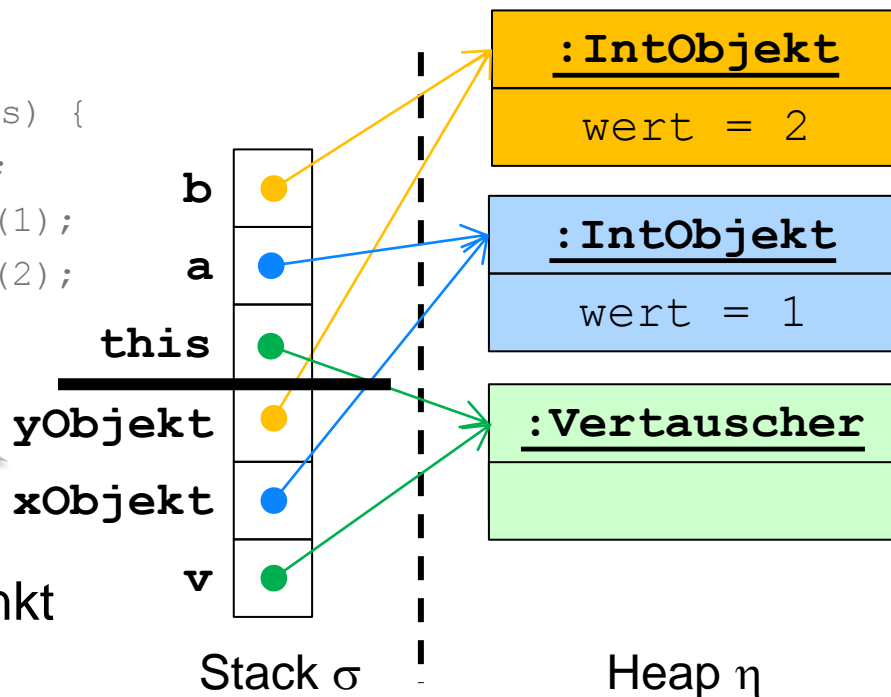 s) {
;
(1);
(2);
b
a
this
yObjekt
xObjekt
v
nkt
Stack σ
:IntObjekt
wert = 2
:IntObjekt
wert = 1
:Vertauscher
Heap η